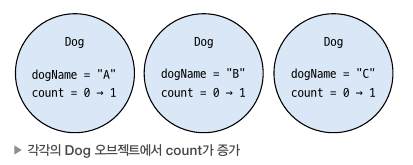 Dog Dog Dog
dogName = "A" dogName = "B" dogName = "C"
count = 0 → 1 count = 0 → 1 count = 0 → 1
▶ 각각의 Dog 오브젝트에서 count가 증가